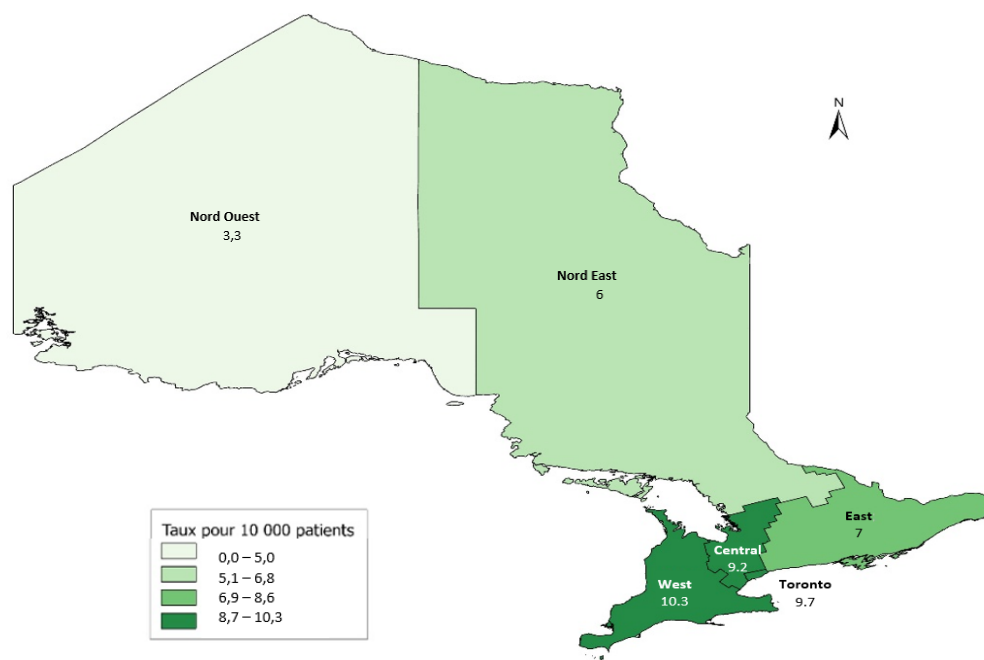 N
Nord Ouest
3,3
Nord East
6
East
7
Central
9.2
West
10.3
Toronto
9.7
Taux pour 10 000 patients
0,0 – 5,0
5,1 – 6,8
6,9 – 8,6
8,7 – 10,3